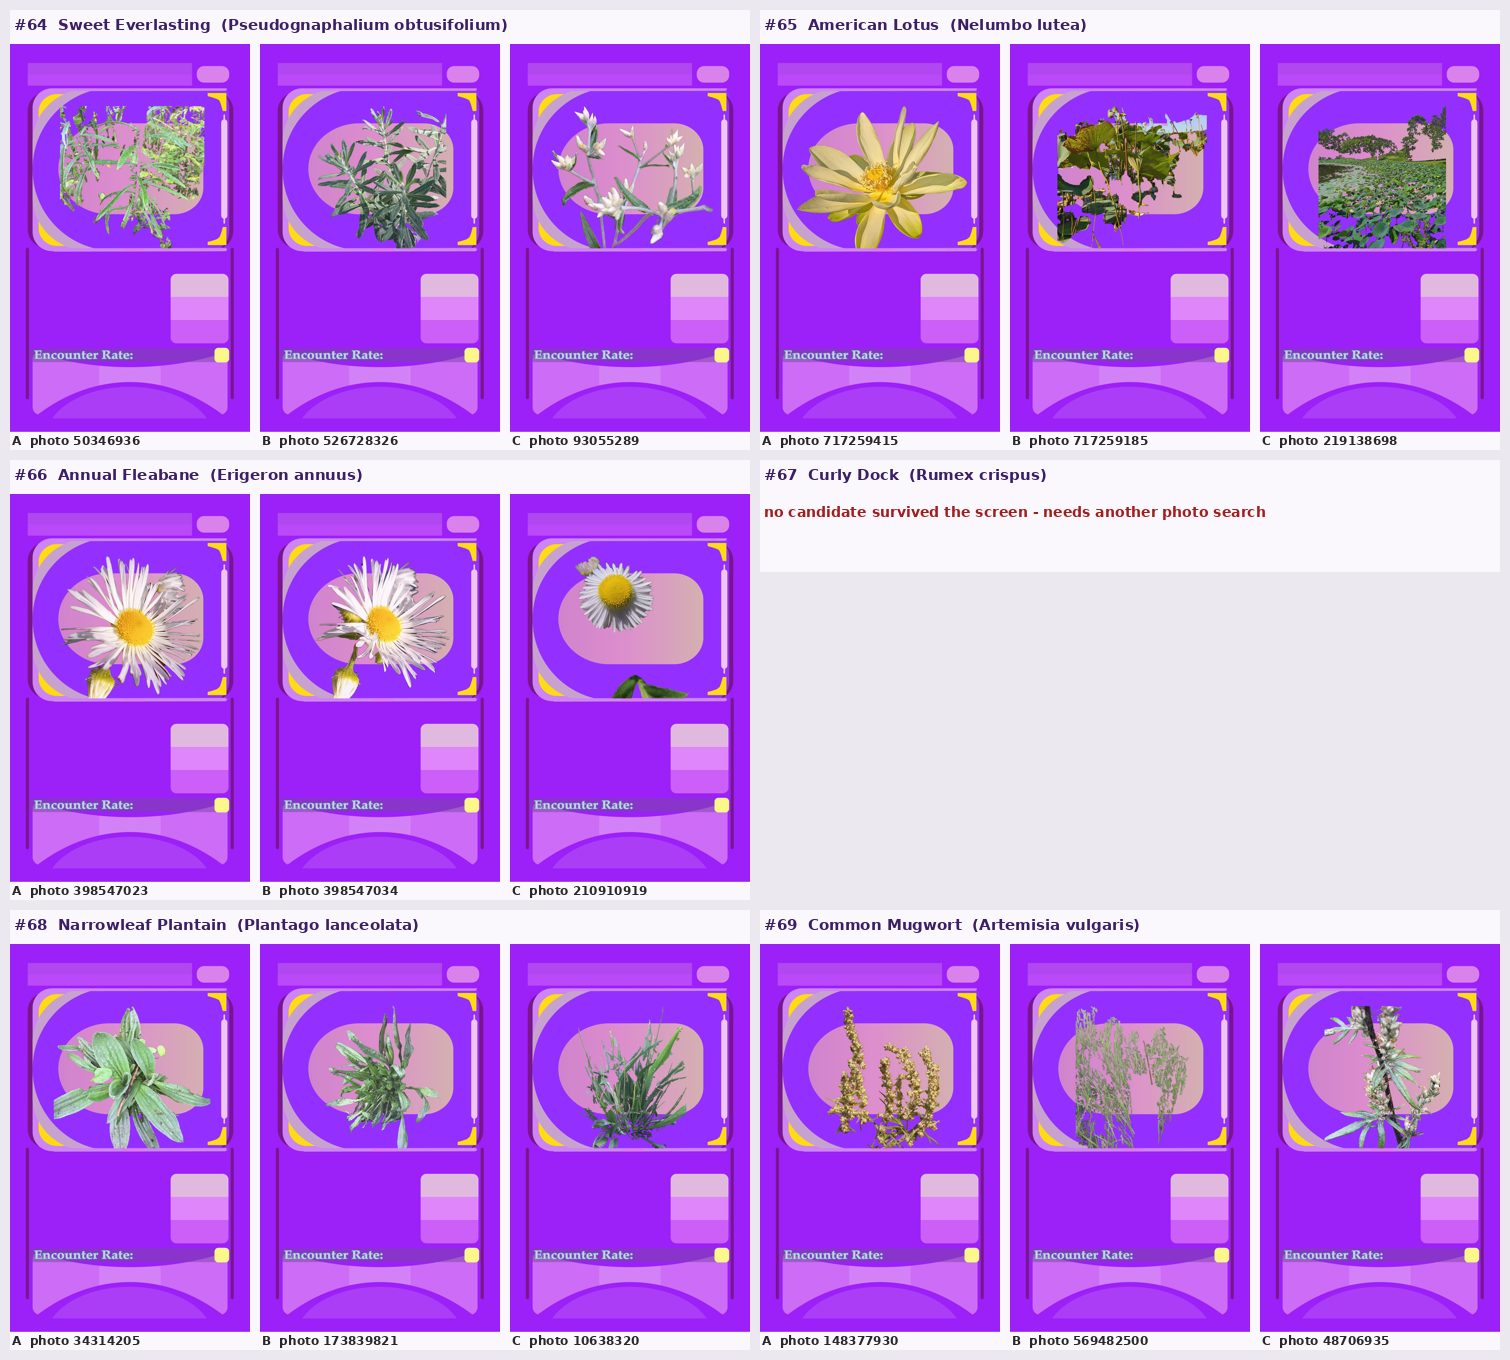 #64 Sweet Everlasting (Pseudognaphalium obtusifolium)
Encounter Rate:
Encounter Rate:
Encounter Rate:
A photo 50346936
B photo 526728326
C photo 93055289
#65 American Lotus (Nelumbo lutea)
Encounter Rate:
Encounter Rate:
Encounter Rate:
A photo 717259415
B photo 717259185
C photo 219138698
#66 Annual Fleabane (Erigeron annuus)
Encounter Rate:
Encounter Rate:
Encounter Rate:
A photo 398547023
B photo 398547034
C photo 210910919
#67 Curly Dock (Rumex crispus)
no candidate survived the screen - needs another photo search
#68 Narrowleaf Plantain (Plantago lanceolata)
Encounter Rate:
Encounter Rate:
Encounter Rate:
A photo 34314205
B photo 173839821
C photo 10638320
#69 Common Mugwort (Artemisia vulgaris)
Encounter Rate:
Encounter Rate:
Encounter Rate:
A photo 148377930
B photo 569482500
C photo 48706935